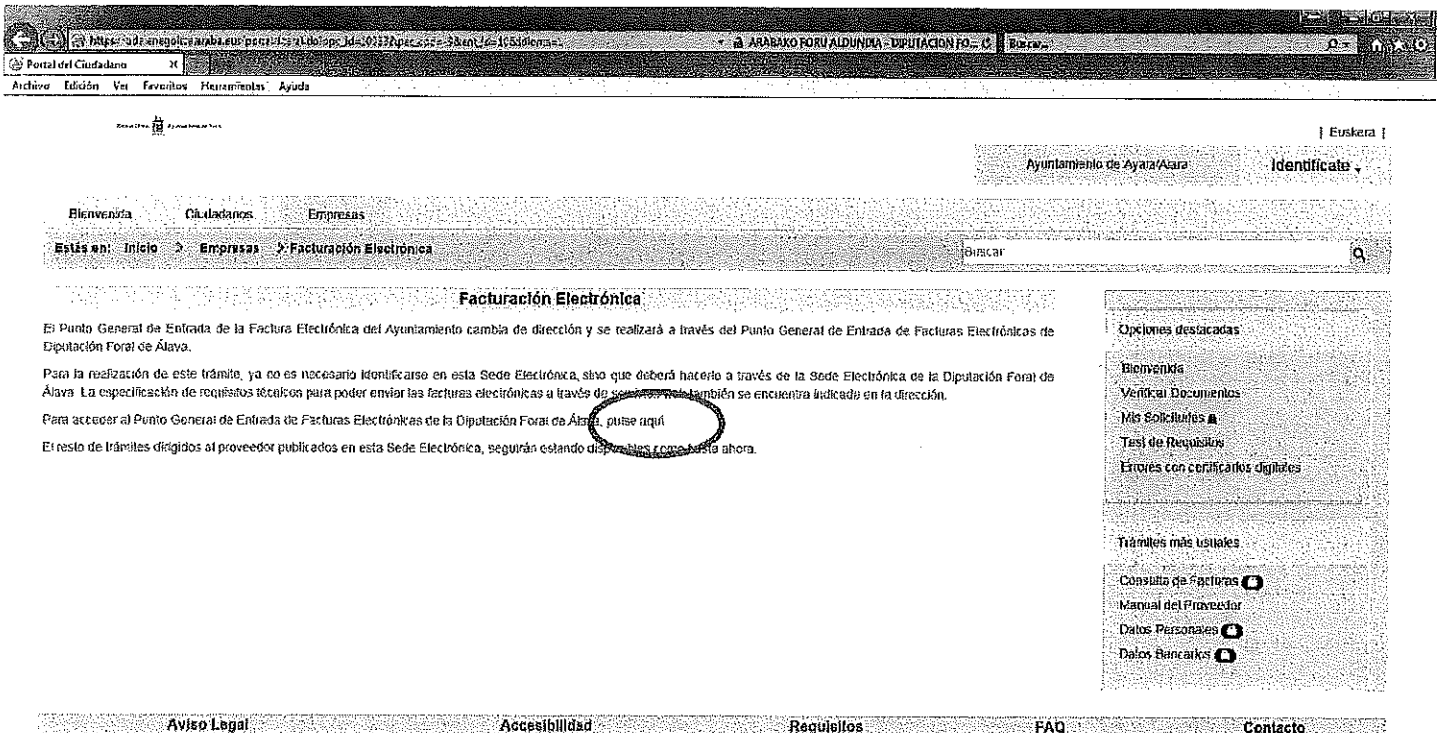 ARABAKO FORU ALDUNDIA - DIPUTACION FO...
Buscar...
Portal del Ciudadano
Archivo Edición Ver Favoritos Herramientas Ayuda
| Euskera |
Ayuntamiento de Ayala/Aiara
Identifícate
Bienvenida Ciudadanos Empresas
Estás en: Inicio > Empresas > Facturación Electrónica
Buscar
Facturación Electrónica
El Punto General de Entrada de la Factura Electrónica del Ayuntamiento cambia de dirección y se realizará a través del Punto General de Entrada de Facturas Electrónicas de
Diputación Foral de Álava.
Para la realización de este trámite, ya no es necesario identificarse en esta Sede Electrónica, sino que deberá hacerlo a través de la Sede Electrónica de la Diputación Foral de
Álava. La especificación de requisitos técnicos para poder enviar las facturas electrónicas a través de servicios web también se encuentra indicado en la dirección.
Para acceder al Punto General de Entrada de Facturas Electrónicas de la Diputación Foral de Álava, pulse aquí
El resto de trámites dirigidos al proveedor publicados en esta Sede Electrónica, seguirán estando disponibles como hasta ahora.
Opciones destacadas
Bienvenida
Verificar Documentos
Mis Solicitudes
Test de Requisitos
Errores con certificados digitales
Trámites más usuales
Consulta de Facturas
Manual del Proveedor
Datos Personales
Datos Bancarios
Aviso Legal Accesibilidad Requisitos FAQ Contacto